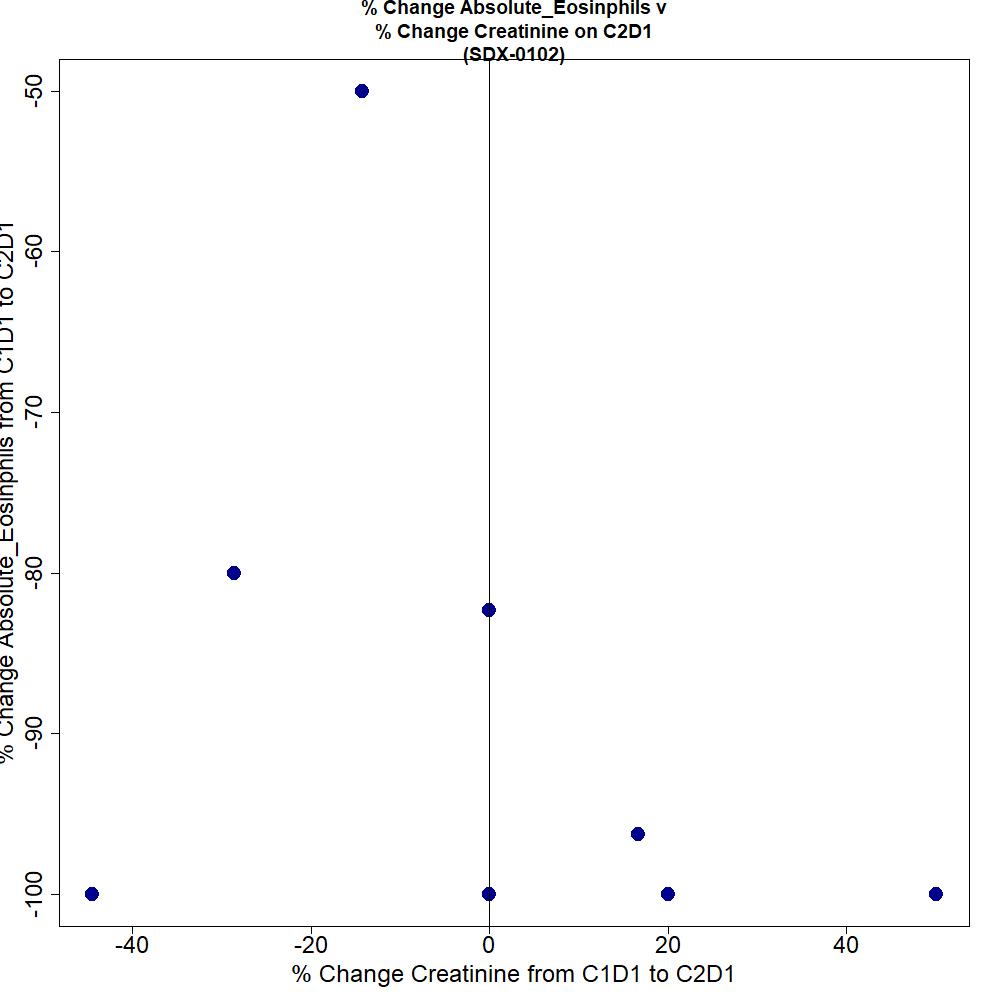 % Change Absolute_Eosinphils v
% Change Creatinine on C2D1
(SDX-0102)
% Change Absolute_Eosinphils from C1D1 to C2D1
-50
-60
-70
-80
-90
-100
-40
-20
0
20
40
% Change Creatinine from C1D1 to C2D1